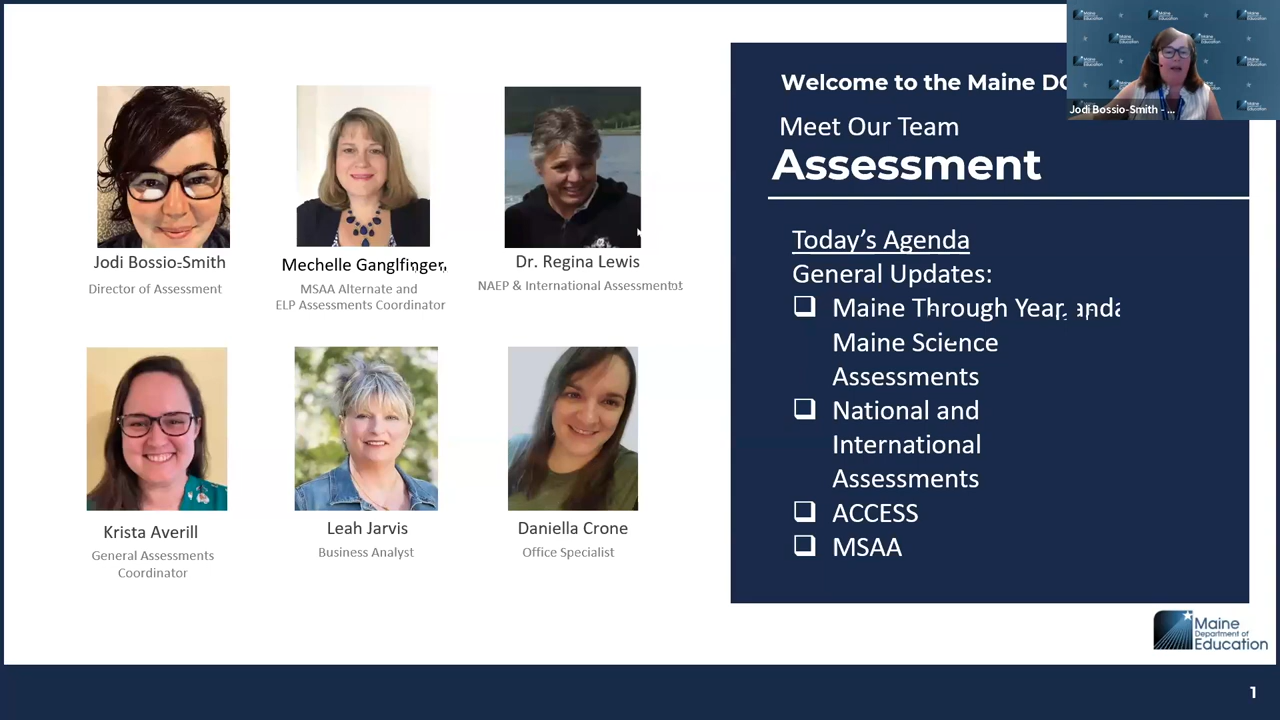 Welcome to the Maine DO
Jodi Bossio-Smith - ...
Meet Our Team
Assessment
Jodi Bossio-Smith
Director of Assessment
Mechelle Ganglfinger
MSAA Alternate and
ELP Assessments Coordinator
Dr. Regina Lewis
NAEP & International Assessment
Krista Averill
General Assessments
Coordinator
Leah Jarvis
Business Analyst
Daniella Crone
Office Specialist
Today's Agenda
General Updates:
❑ Maine Through Year and
Maine Science
Assessments
❑ National and
International
Assessments
❑ ACCESS
❑ MSAA
Maine
Department of
Education
1